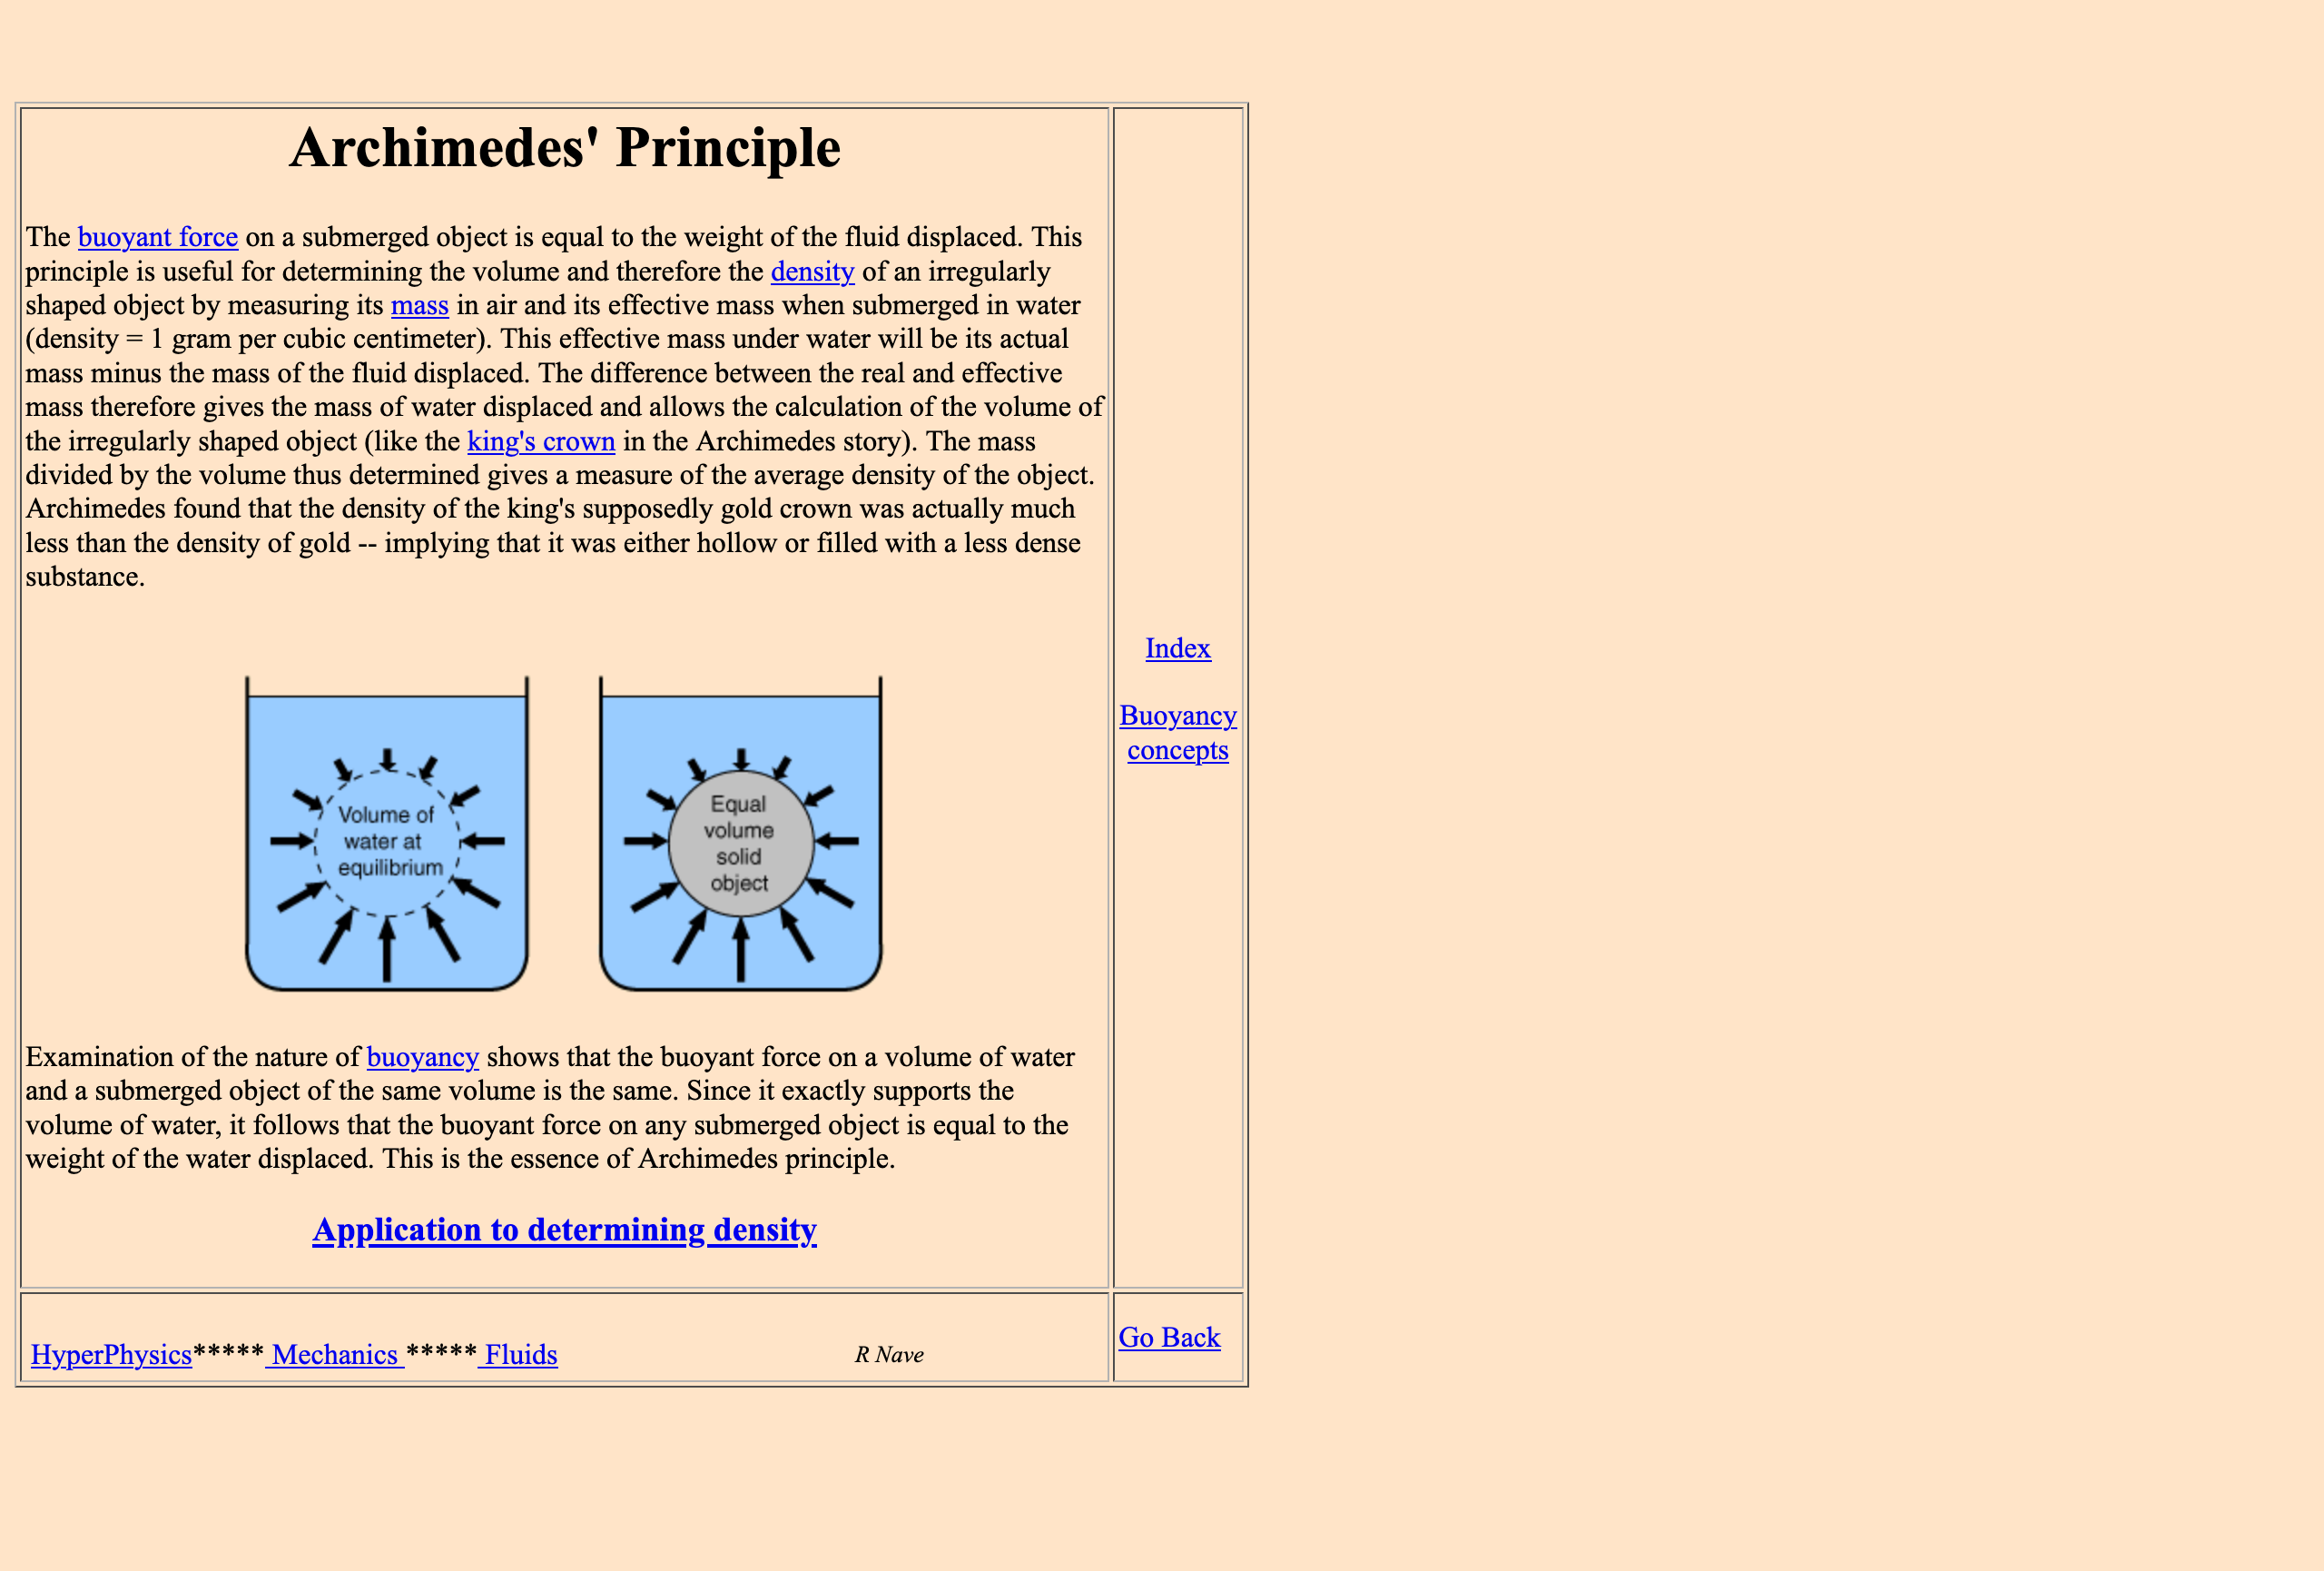 Archimedes' Principle
The buoyant force on a submerged object is equal to the weight of the fluid displaced. This
principle is useful for determining the volume and therefore the density of an irregularly
shaped object by measuring its mass in air and its effective mass when submerged in water
(density = 1 gram per cubic centimeter). This effective mass under water will be its actual
mass minus the mass of the fluid displaced. The difference between the real and effective
mass therefore gives the mass of water displaced and allows the calculation of the volume of
the irregularly shaped object (like the king's crown in the Archimedes story). The mass
divided by the volume thus determined gives a measure of the average density of the object.
Archimedes found that the density of the king's supposedly gold crown was actually much
less than the density of gold -- implying that it was either hollow or filled with a less dense
substance.
Volume of
water at
equilibrium
Equal
volume
solid
object
Examination of the nature of buoyancy shows that the buoyant force on a volume of water
and a submerged object of the same volume is the same. Since it exactly supports the
volume of water, it follows that the buoyant force on any submerged object is equal to the
weight of the water displaced. This is the essence of Archimedes principle.
Application to determining density
Index
Buoyancy
concepts
HyperPhysics***** Mechanics ***** Fluids
R Nave
Go Back